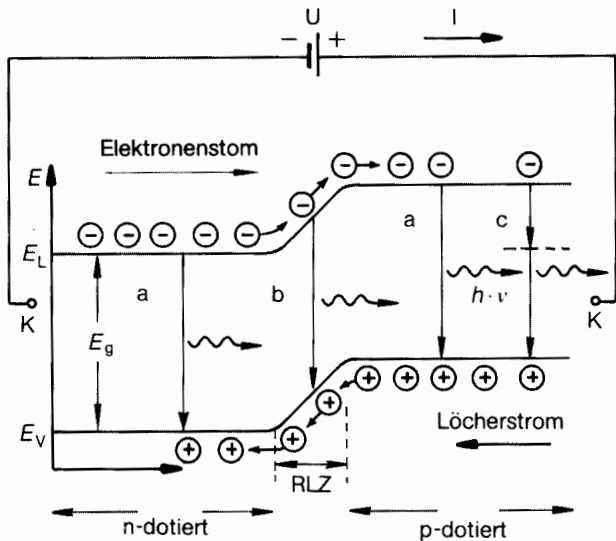 U
− +
I
Elektronenstom
E
a
c
E_L
a
b
h·ν
K
K
E_g
E_V
Löcherstrom
RLZ
n-dotiert
p-dotiert